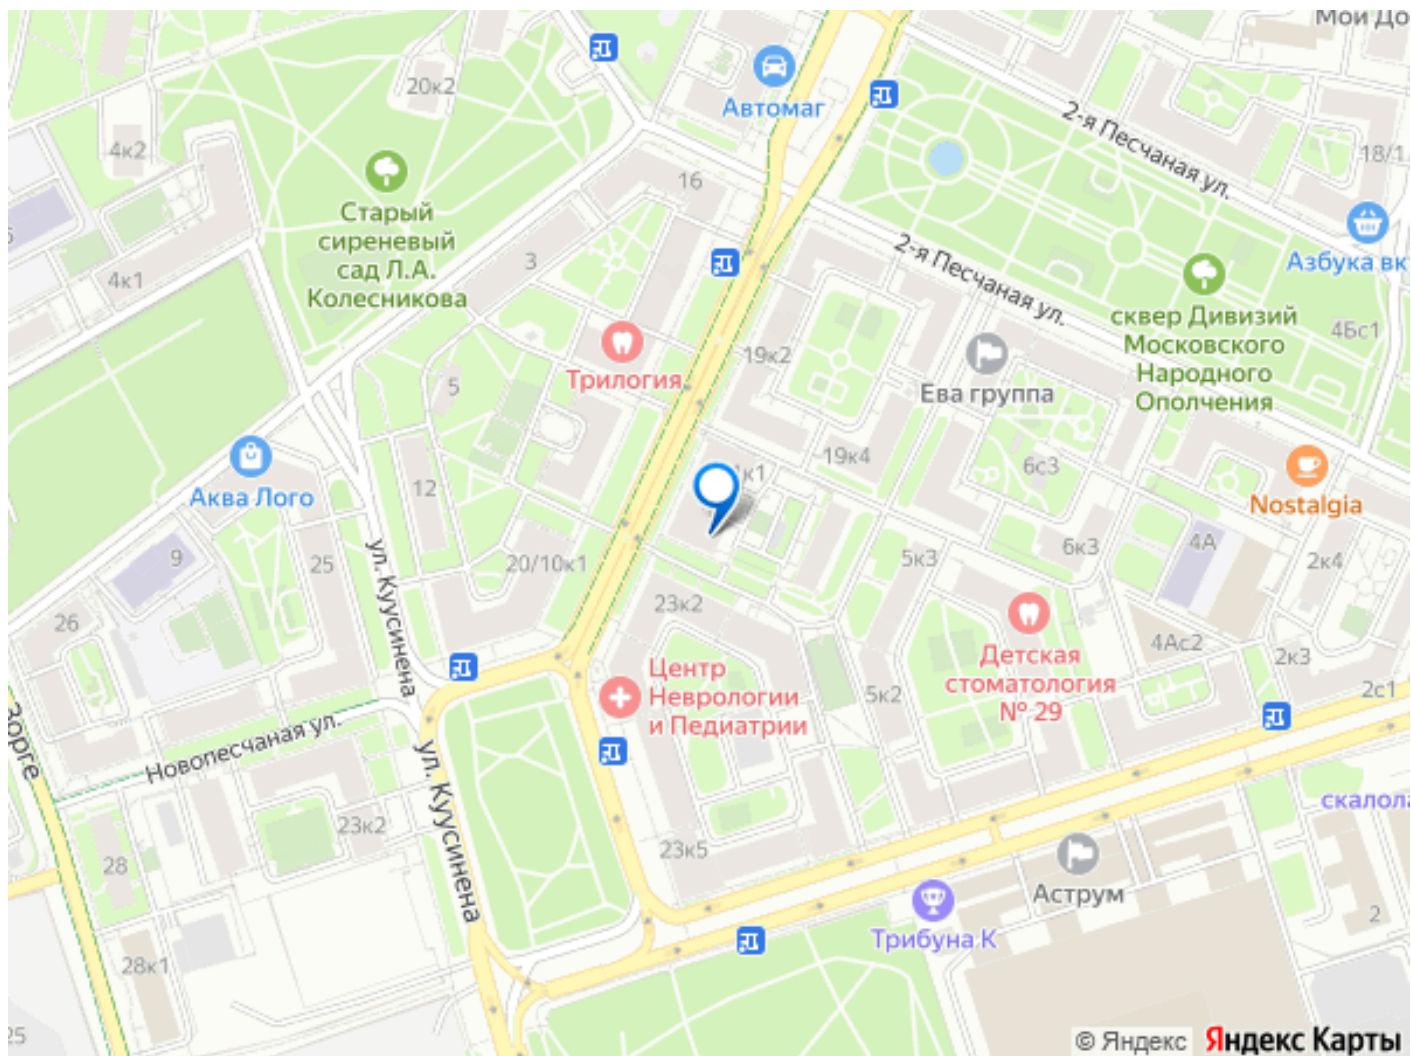 Мой До
20к2
Автомаг
2-я Песчаная ул.
4к2
18/1
16
Старый
сиреневый
сад Л.А.
Колесникова
3
4к1
2-я Песчаная ул.
Азбука вк
сквер Дивизий
Московского
Народного
Ополчения
4Бс1
19к2
Трилогия
Ева группа
5
19к4
6с3
1к1
Аква Лого
12
Nostalgia
9
25
ул. Куусинена
20/10к1
5к3
6к3
4А
2к4
26
23к2
Детская
стоматология
№ 29
4Ас2
2к3
2с1
Центр
Неврологии
и Педиатрии
5к2
Зорге
Новопесчаная ул.
ул. Куусинена
23к2
28
23к5
скалола
Аструм
2
Трибуна К
28к1
25
© Яндекс
Яндекс Карты